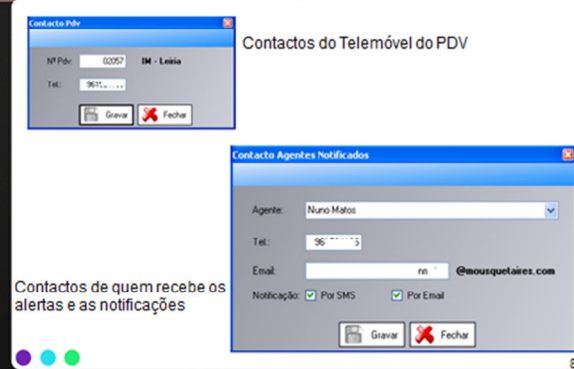 Contacto Pdv
Contactos do Telemóvel do PDV
Nº Pdv: 02057 IM - Leiria
Tel.:
Gravar Fechar
Contacto Agentes Notificados
Agente: Nuno Matos
Tel.:
Email: @mousquetaires.com
Notificação: Por SMS Por Email
Gravar Fechar
Contactos de quem recebe os
alertas e as notificações
8